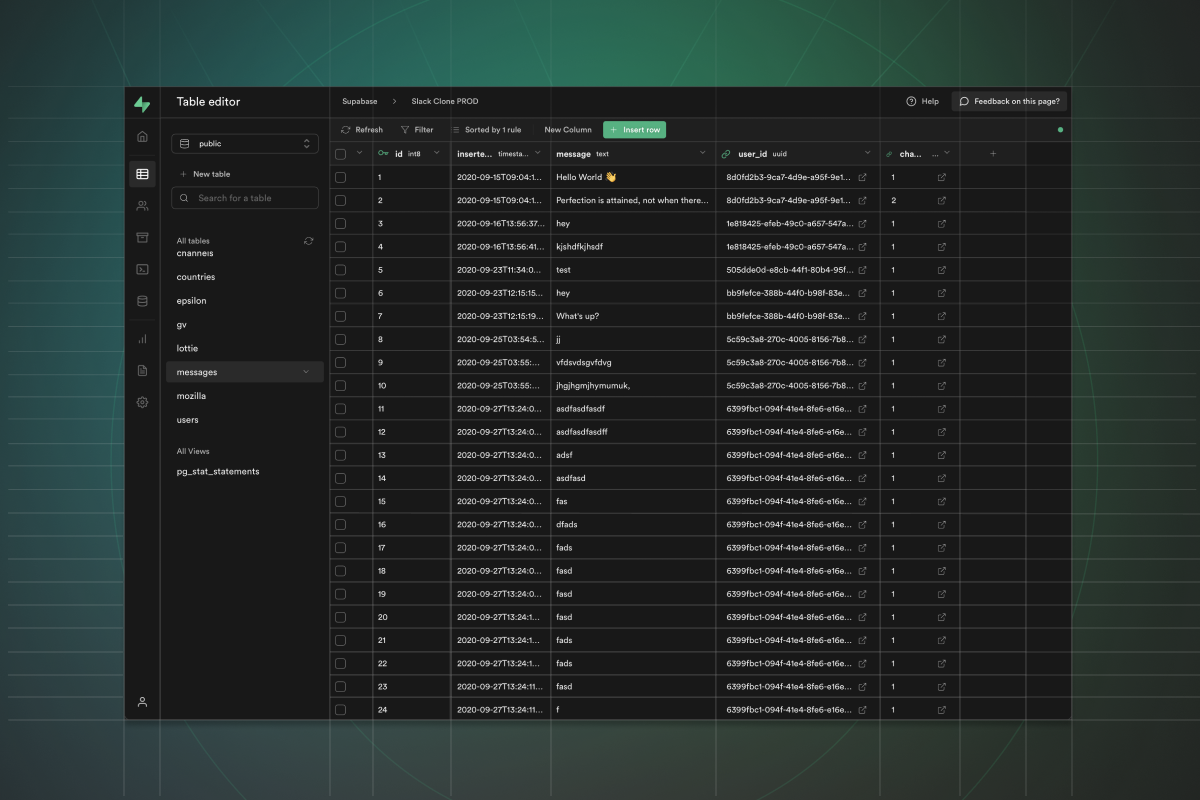 Table editor
Supabase > Slack Clone PROD
Help
Feedback on this page?
public
New table
Search for a table
All tables
channels
countries
epsilon
gv
lottie
messages
mozilla
users
All Views
pg_stat_statements
Refresh Filter Sorted by 1 rule New Column + Insert row
id int8 inserte... timesta... message text user_id uuid cha... ... +
1 2020-09-15T09:04:1... Hello World 👋 8d0fd2b3-9ca7-4d9e-a95f-9e1... 1
2 2020-09-15T09:04:1... Perfection is attained, not when there... 8d0fd2b3-9ca7-4d9e-a95f-9e1... 2
3 2020-09-16T13:56:37... hey 1e818425-efeb-49c0-a657-547a... 1
4 2020-09-16T13:56:41... kjshdfkjhsdf 1e818425-efeb-49c0-a657-547a... 1
5 2020-09-23T11:34:0... test 505dde0d-e8cb-44f1-80b4-95f... 1
6 2020-09-23T12:15:15... hey bb9fefce-388b-44f0-b98f-83e... 1
7 2020-09-23T12:15:19... What's up? bb9fefce-388b-44f0-b98f-83e... 1
8 2020-09-25T03:54:5... jj 5c59c3a8-270c-4005-8156-7b8... 1
9 2020-09-25T03:55:... vfdsvdsgvfdvg 5c59c3a8-270c-4005-8156-7b8... 1
10 2020-09-25T03:55:... jhgjhgmjhymumuk, 5c59c3a8-270c-4005-8156-7b8... 1
11 2020-09-27T13:24:0... asdfasdfasdf 6399fbc1-094f-41e4-8fe6-e16e... 1
12 2020-09-27T13:24:0... asdfasdfasdff 6399fbc1-094f-41e4-8fe6-e16e... 1
13 2020-09-27T13:24:0... adsf 6399fbc1-094f-41e4-8fe6-e16e... 1
14 2020-09-27T13:24:0... asdfasd 6399fbc1-094f-41e4-8fe6-e16e... 1
15 2020-09-27T13:24:0... fas 6399fbc1-094f-41e4-8fe6-e16e... 1
16 2020-09-27T13:24:0... dfads 6399fbc1-094f-41e4-8fe6-e16e... 1
17 2020-09-27T13:24:0... fads 6399fbc1-094f-41e4-8fe6-e16e... 1
18 2020-09-27T13:24:0... fasd 6399fbc1-094f-41e4-8fe6-e16e... 1
19 2020-09-27T13:24:0... fasd 6399fbc1-094f-41e4-8fe6-e16e... 1
20 2020-09-27T13:24:1... fasd 6399fbc1-094f-41e4-8fe6-e16e... 1
21 2020-09-27T13:24:1... fads 6399fbc1-094f-41e4-8fe6-e16e... 1
22 2020-09-27T13:24:1... fads 6399fbc1-094f-41e4-8fe6-e16e... 1
23 2020-09-27T13:24:11... fasd 6399fbc1-094f-41e4-8fe6-e16e... 1
24 2020-09-27T13:24:11... f 6399fbc1-094f-41e4-8fe6-e16e... 1